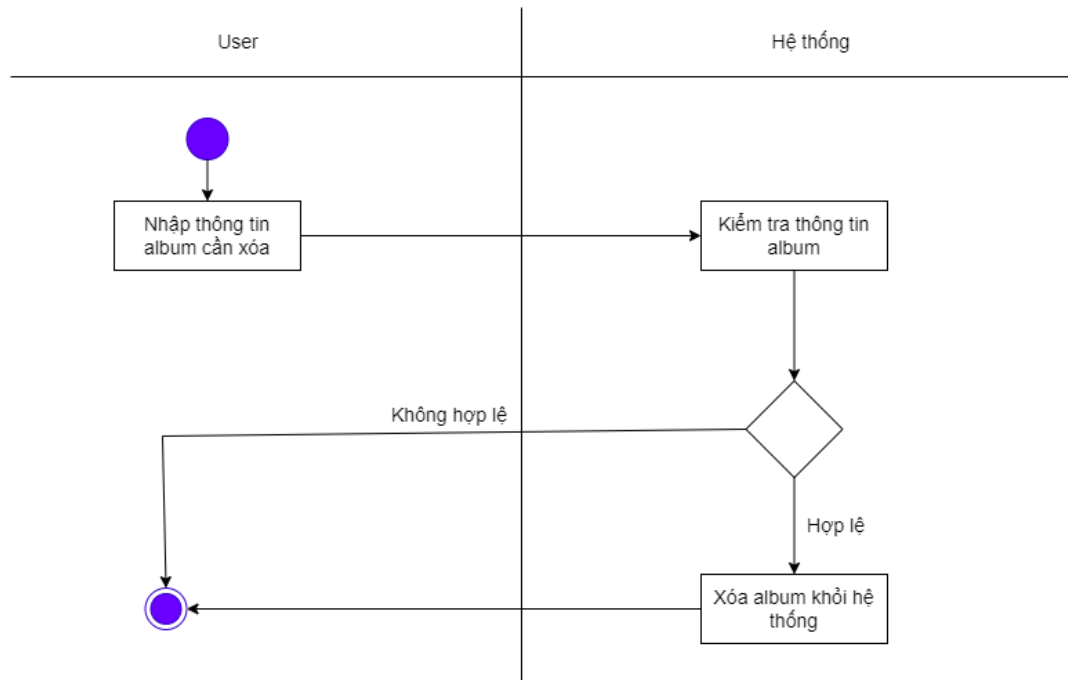 User
Hệ thống
Nhập thông tin
album cần xóa
Kiểm tra thông tin
album
Không hợp lệ
Hợp lệ
Xóa album khỏi hệ
thống